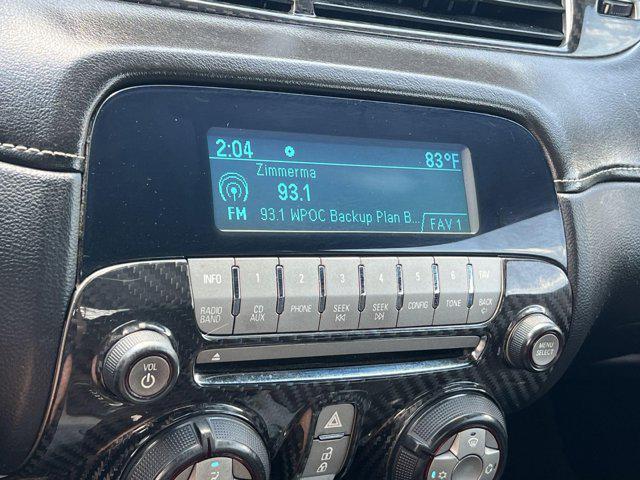 2:04
83°F
Zimmerma
93.1
FM
93.1 WPOC Backup Plan B...
FAV 1
INFO 1 2 3 4 5 6 FAV
RADIO BAND
CD AUX
PHONE
SEEK
SEEK
CONFIG
TONE
BACK
VOL
MENU
SELECT